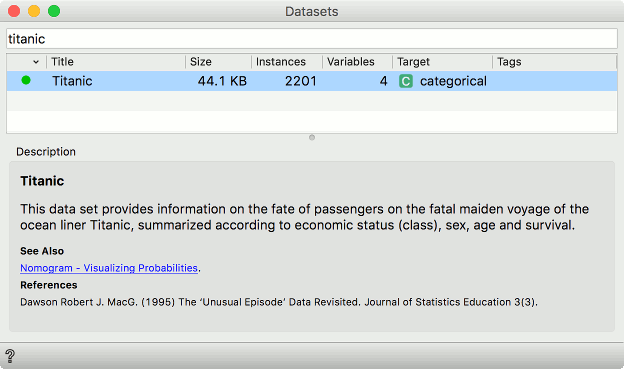 Datasets
titanic
Title Size Instances Variables Target Tags
Titanic 44.1 KB 2201 4 C categorical
Description
Titanic
This data set provides information on the fate of passengers on the fatal maiden voyage of the
ocean liner Titanic, summarized according to economic status (class), sex, age and survival.
See Also
Nomogram - Visualizing Probabilities.
References
Dawson Robert J. MacG. (1995) The ‘Unusual Episode’ Data Revisited. Journal of Statistics Education 3(3).
?